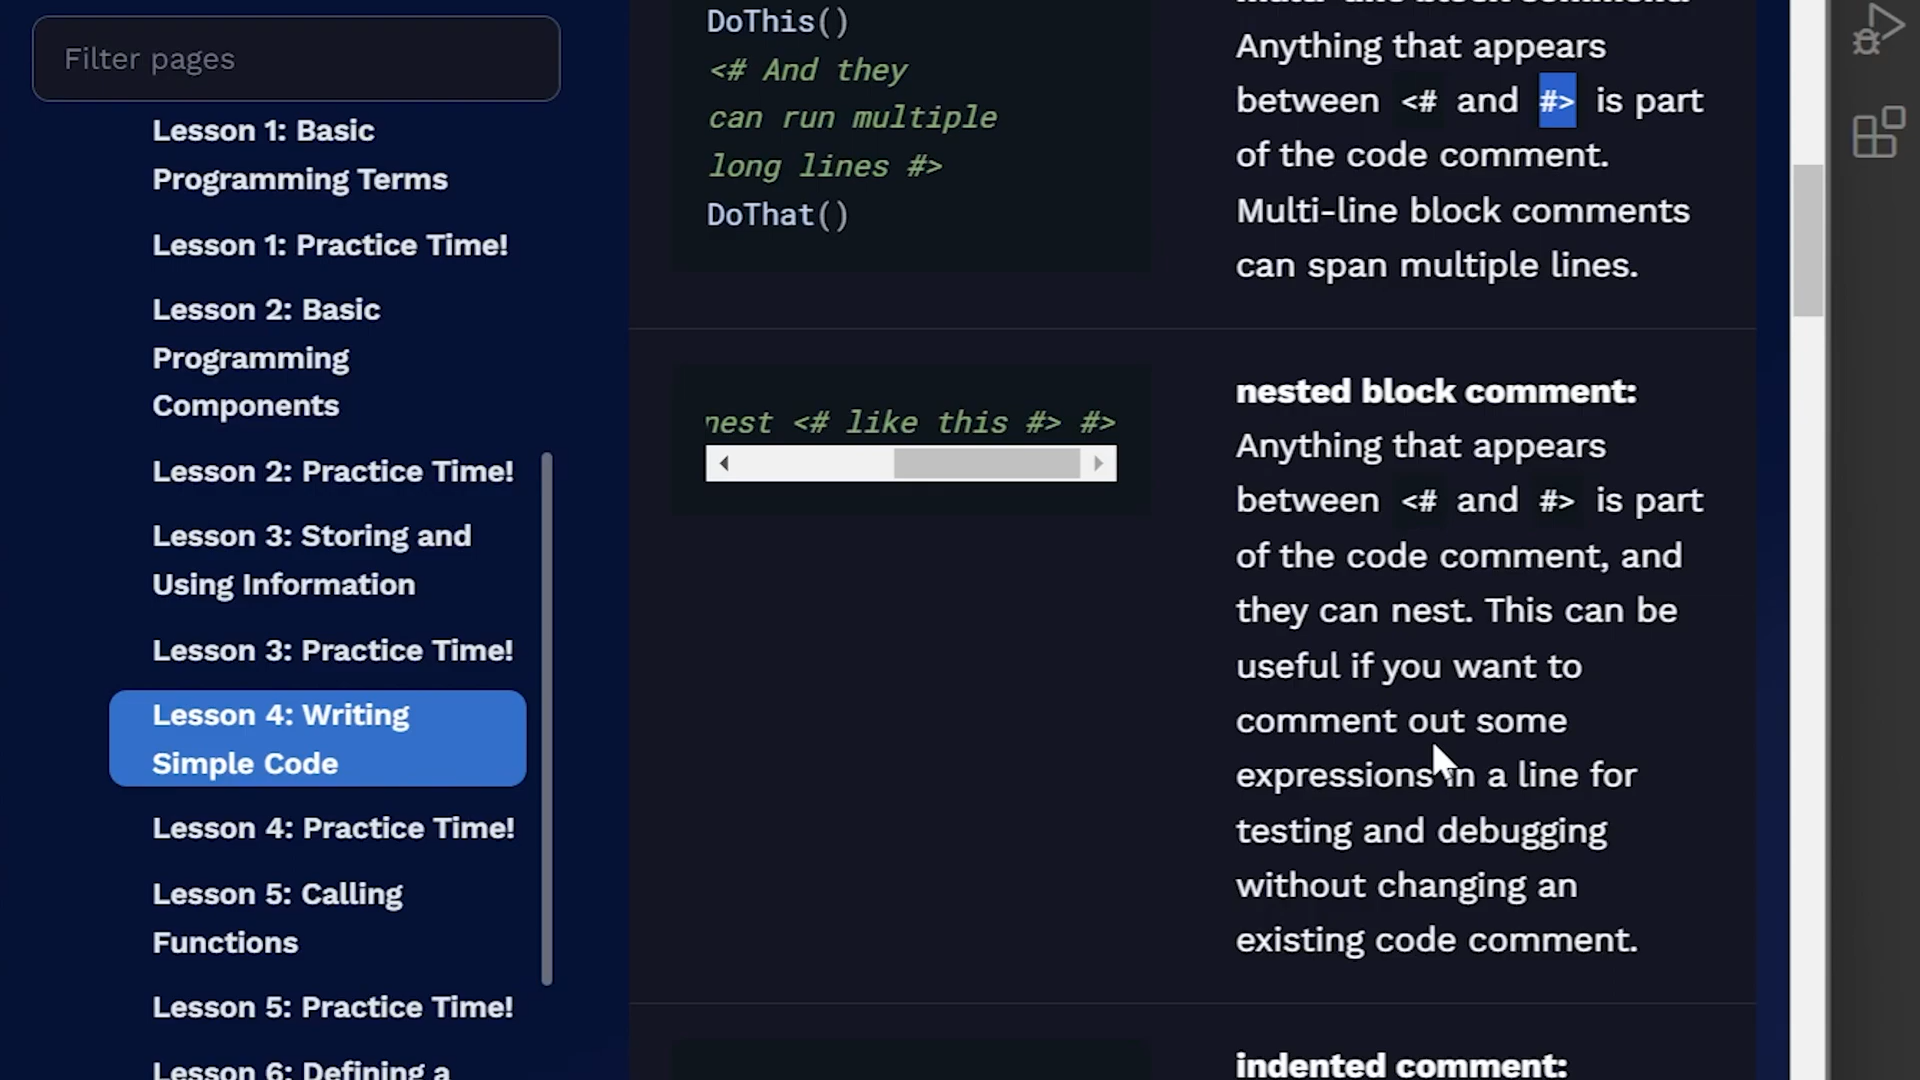 Filter pages
Lesson 1: Basic
Programming Terms
Lesson 1: Practice Time!
Lesson 2: Basic
Programming
Components
Lesson 2: Practice Time!
Lesson 3: Storing and
Using Information
Lesson 3: Practice Time!
Lesson 4: Writing
Simple Code
Lesson 4: Practice Time!
Lesson 5: Calling
Functions
Lesson 5: Practice Time!
Lesson 6: Defining a
DoThis()
<# And they
can run multiple
long lines #>
DoThat()
Anything that appears
between <# and #> is part
of the code comment.
Multi-line block comments
can span multiple lines.
nest <# like this #> #>
nested block comment:
Anything that appears
between <# and #> is part
of the code comment, and
they can nest. This can be
useful if you want to
comment out some
expressions in a line for
testing and debugging
without changing an
existing code comment.
indented comment: